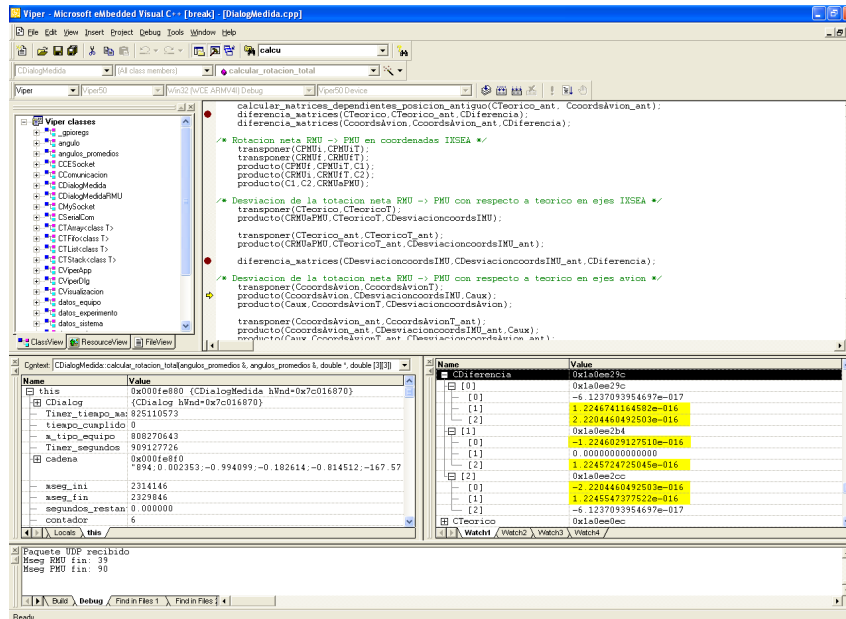 Viper - Microsoft eMbedded Visual C++ [break] - [DialogMedida.cpp]
File Edit View Insert Project Debug Tools Window Help
calcu
CDialogMedida (All class members) calcular_rotacion_total
Viper Viper50 Win32 (WCE ARMV4I) Debug Viper50 Device
Viper classes
_gpioregs
angulo
angulos_promedios
CCESocket
CComunicacion
CDialogMedida
CDialogMedidaRMU
CMySocket
CSerialCom
CTArray<class T>
CTFifo<class T>
CTList<class T>
CTStack<class T>
CViperApp
CViperDlg
CVisualizacion
datos_equipo
datos_experimento
datos_sistema
ClassView ResourceView FileView
calcular_matrices_dependientes_posicion_antiguo(CTeorico_ant, CcoordsAvion_ant);
diferencia_matrices(CTeorico,CTeorico_ant,CDiferencia);
diferencia_matrices(CcoordsAvion,CcoordsAvion_ant,CDiferencia);
/* Rotacion neta RMU -> PMU en coordenadas IXSEA */
transponer(CPMUi,CPMUiT);
transponer(CRMUf,CRMUfT);
producto(CPMUf,CPMUiT,C1);
producto(CRMUi,CRMUfT,C2);
producto(C1,C2,CRMUaPMU);
/* Desviacion de la totacion neta RMU -> PMU con respecto a teorico en ejes IXSEA */
transponer(CTeorico,CTeoricoT);
producto(CRMUaPMU,CTeoricoT,CDesviacioncoordsIMU);
transponer(CTeorico_ant,CTeoricoT_ant);
producto(CRMUaPMU,CTeoricoT_ant,CDesviacioncoordsIMU_ant);
diferencia_matrices(CDesviacioncoordsIMU,CDesviacioncoordsIMU_ant,CDiferencia);
/* Desviacion de la totacion neta RMU -> PMU con respecto a teorico en ejes avion */
transponer(CcoordsAvion,CcoordsAvionT);
producto(CcoordsAvion,CDesviacioncoordsIMU,Caux);
producto(Caux,CcoordsAvionT,CDesviacioncoordsAvion);
transponer(CcoordsAvion_ant,CcoordsAvionT_ant);
producto(CcoordsAvion_ant,CDesviacioncoordsIMU_ant,Caux);
producto(Caux,CcoordsAvionT_ant,CDesviacioncoordsAvion_ant);
Context: CDialogMedida::calcular_rotacion_total(angulos_promedios &, angulos_promedios &, double *, double [3][3])
Name Value
this 0x000fe880 {CDialogMedida hWnd=0x7c016870}
CDialog {CDialogMedida hWnd=0x7c016870}
Timer_tiempo_ma: 825110573
tiempo_cumplido 0
m_tipo_equipo 808270643
Timer_segundos 909127726
cadena 0x000fe8f0
"894;0.002353;-0.994099;-0.182614;-0.814512;-167.57
mseg_ini 2314146
mseg_fin 2329846
segundos_restan 0.000000
contador 6
Locals this
Name Value
CDiferencia 0x1a0ee29c
[0] 0x1a0ee29c
[0] -6.1237093954697e-017
[1] 1.2246741164582e-016
[2] 2.2204460492503e-016
[1] 0x1a0ee2b4
[0] -1.2246029127510e-016
[1] 0.00000000000000
[2] 1.2245724725045e-016
[2] 0x1a0ee2cc
[0] -2.2204460492503e-016
[1] 1.2245547377522e-016
[2] -6.1237093954697e-017
CTeorico 0x1a0ee0ec
Watch1 Watch2 Watch3 Watch4
Paquete UDP recibido
Mseg RMU fin: 39
Mseg PMU fin: 90
Build Debug Find in Files 1 Find in Files 2
Ready